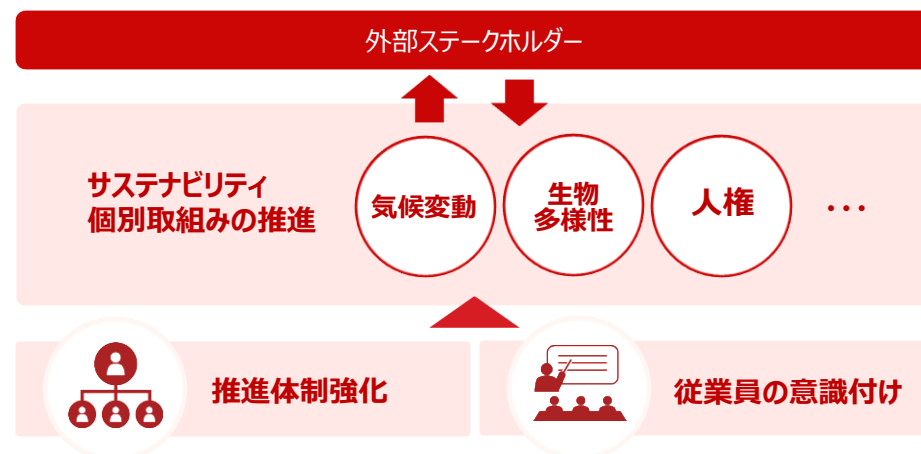 外部ステークホルダー
サステナビリティ
個別取組みの推進
気候変動
生物
多様性
人権
...
推進体制強化
従業員の意識付け